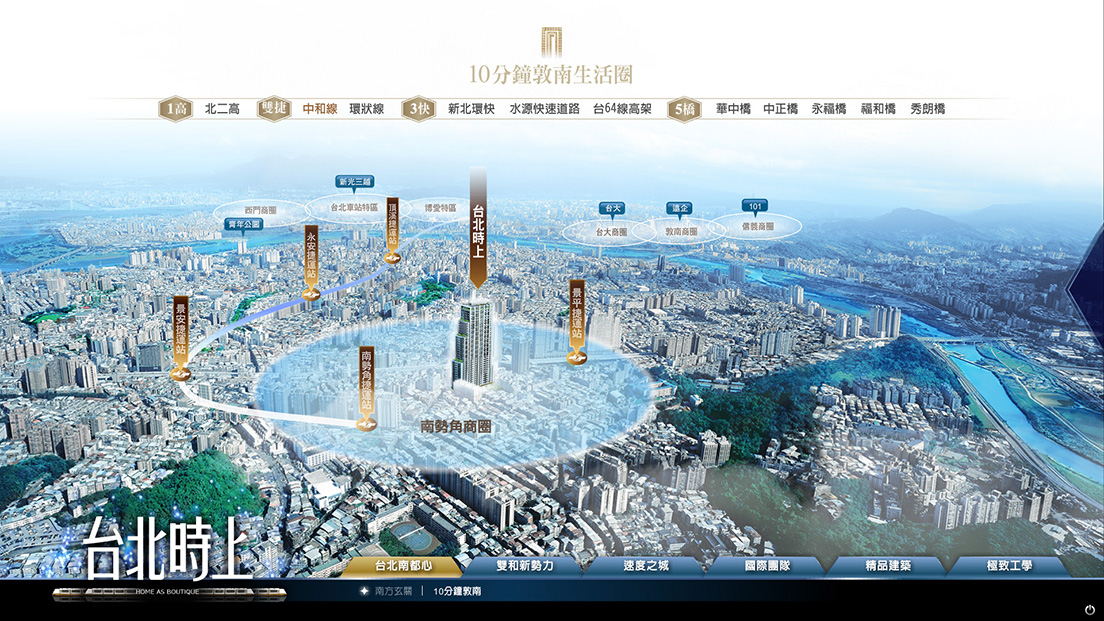 10分鐘敦南生活圈
1高 北二高 雙捷 中和線 環狀線 3快 新北環快 水源快速道路 台64線高架 5橋 華中橋 中正橋 永福橋 福和橋 秀朗橋
新光三越
西門商圈
台北車站特區
博愛特區
青年公園
頂溪捷運站
永安捷運站
景安捷運站
南勢角捷運站
台北時上
台大
台大商圈
遠企
敦南商圈
101
信義商圈
景平捷運站
南勢角商圈
台北時上
HOME AS BOUTIQUE
台北南都心 雙和新勢力 速度之城 國際團隊 精品建築 極致工學
南方玄關 | 10分鐘敦南